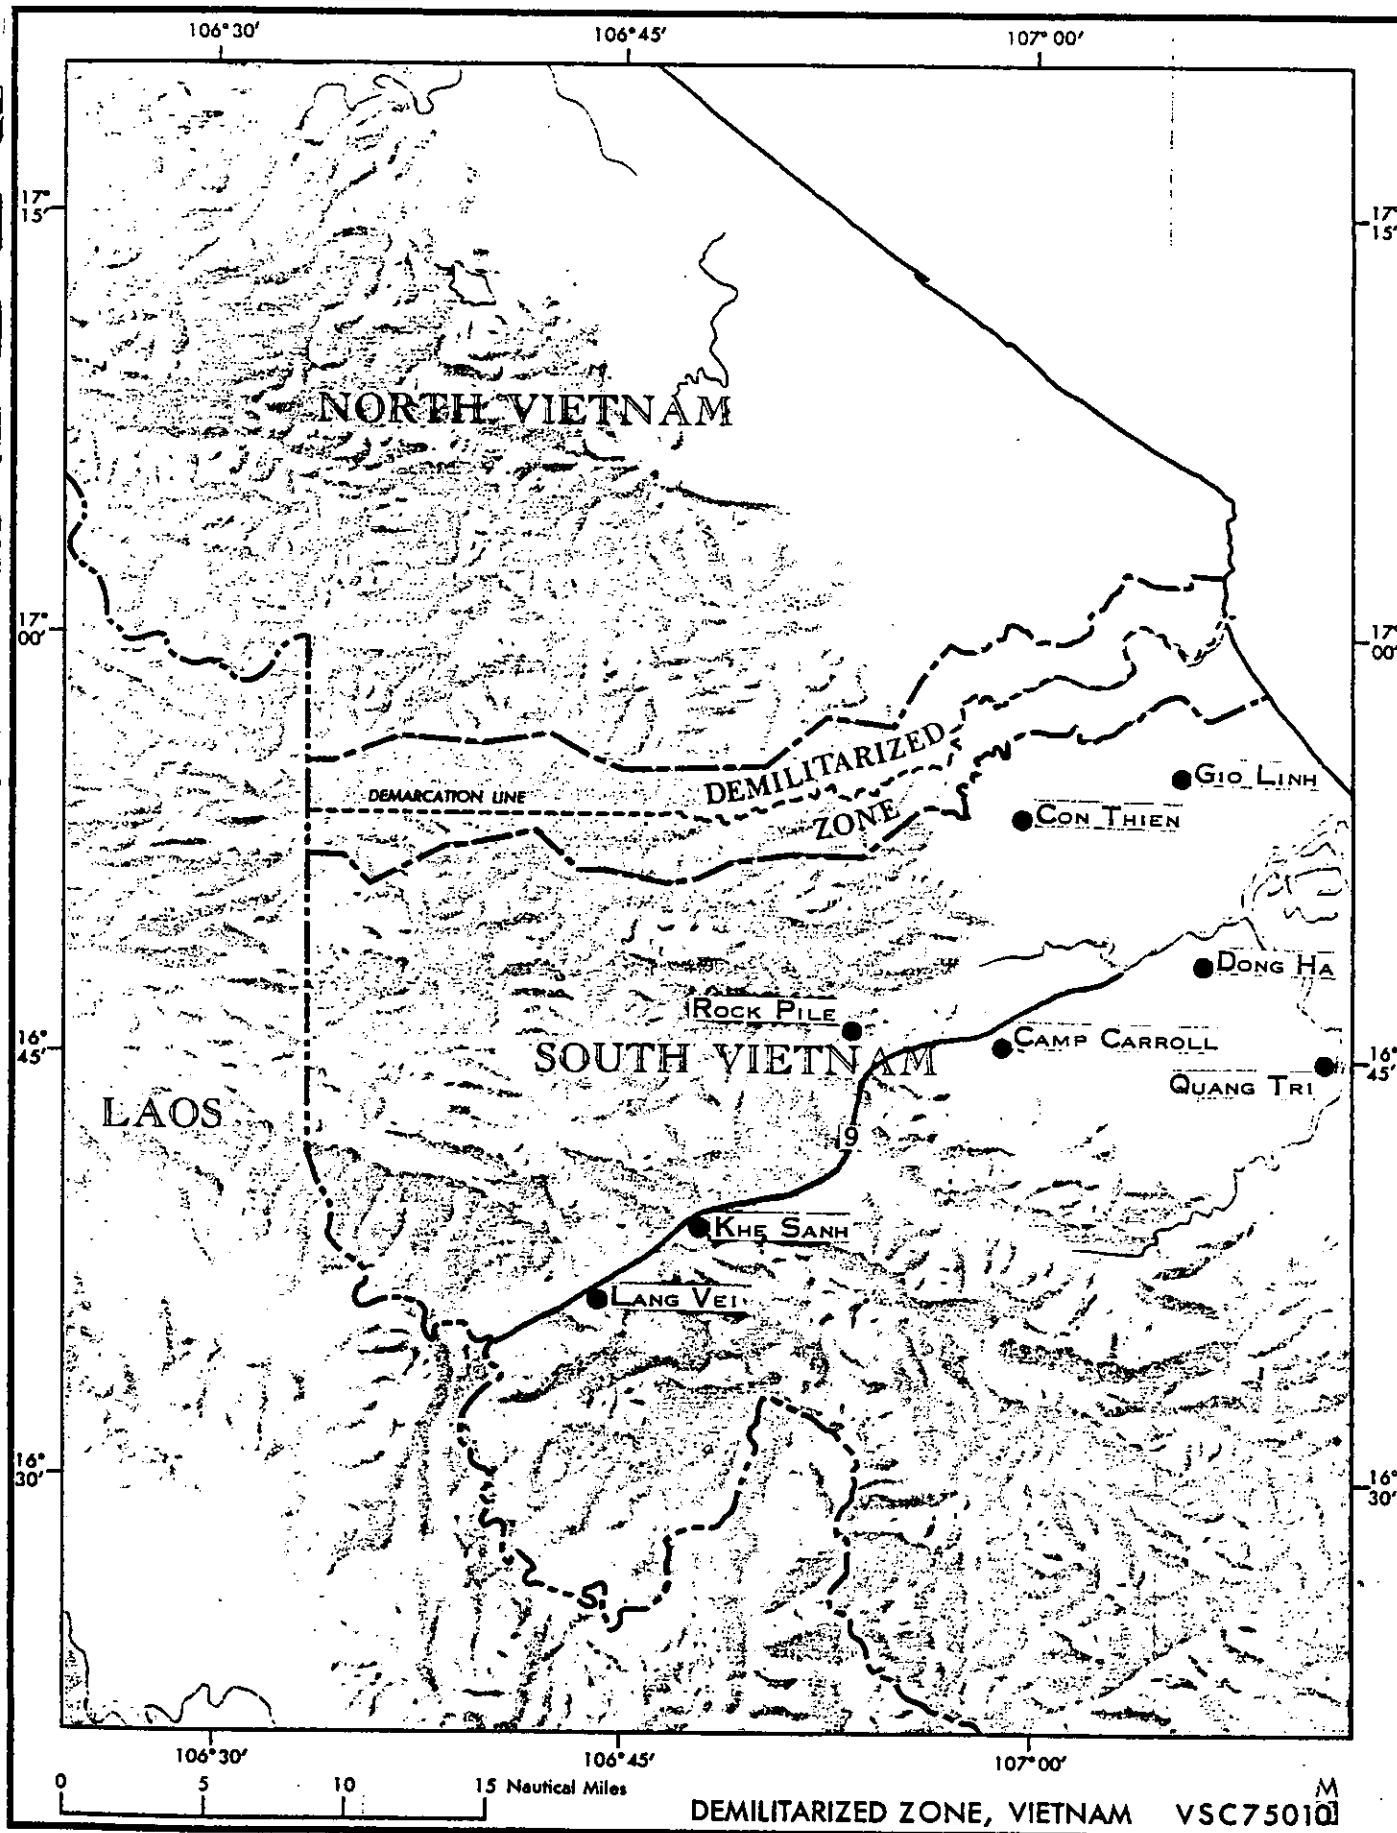 106°30′ 106°45′ 107°00′
17°
15′
17°
15′
NORTH VIETNAM
17°
00′
17°
00′
DEMILITARIZED
GIO LINH
DEMARCATION LINE
CON THIEN
ZONE
DONG HA
ROCK PILE
CAMP CARROLL
16°
45′
SOUTH VIETNAM
16°
45′
QUANG TRI
LAOS
9
KHE SANH
LANG VEI
16°
30′
16°
30′
106°30′ 106°45′ 107°00′
0 5 10 15 Nautical Miles
M
DEMILITARIZED ZONE, VIETNAM VSC75010